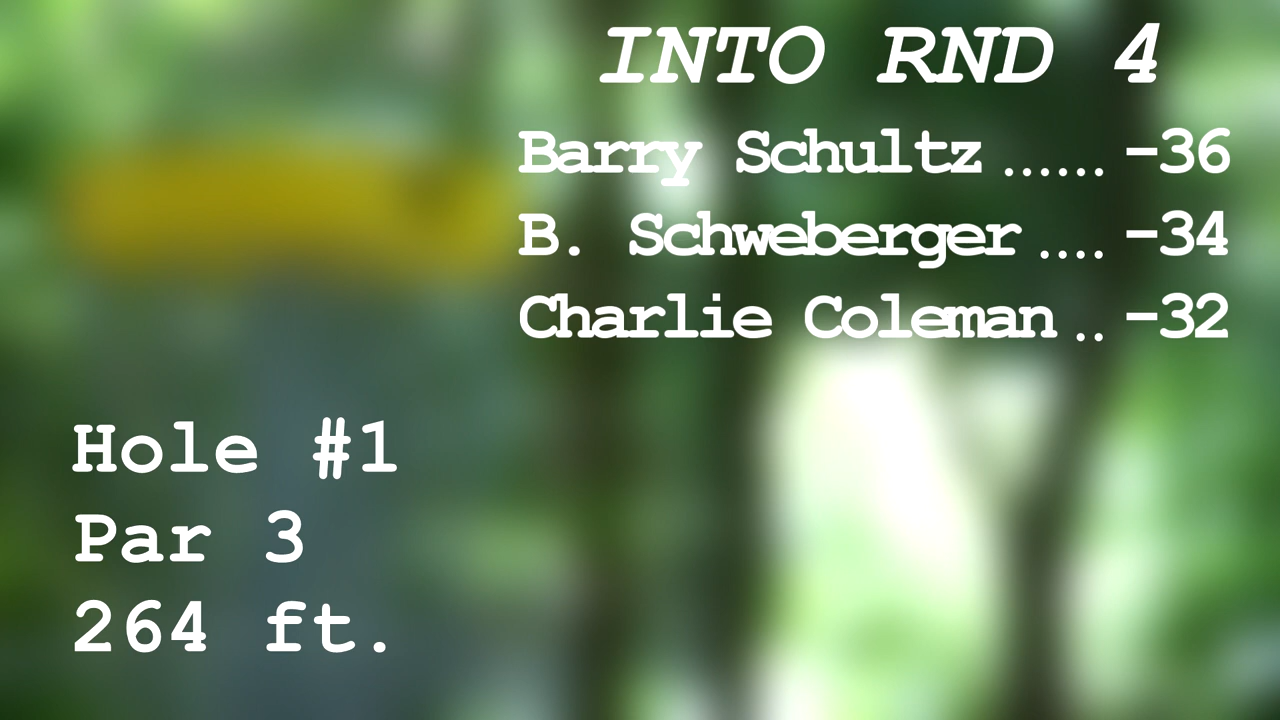 INTO RND 4
Barry Schultz ...... -36
B. Schweberger .... -34
Charlie Coleman .. -32
Hole #1
Par 3
264 ft.